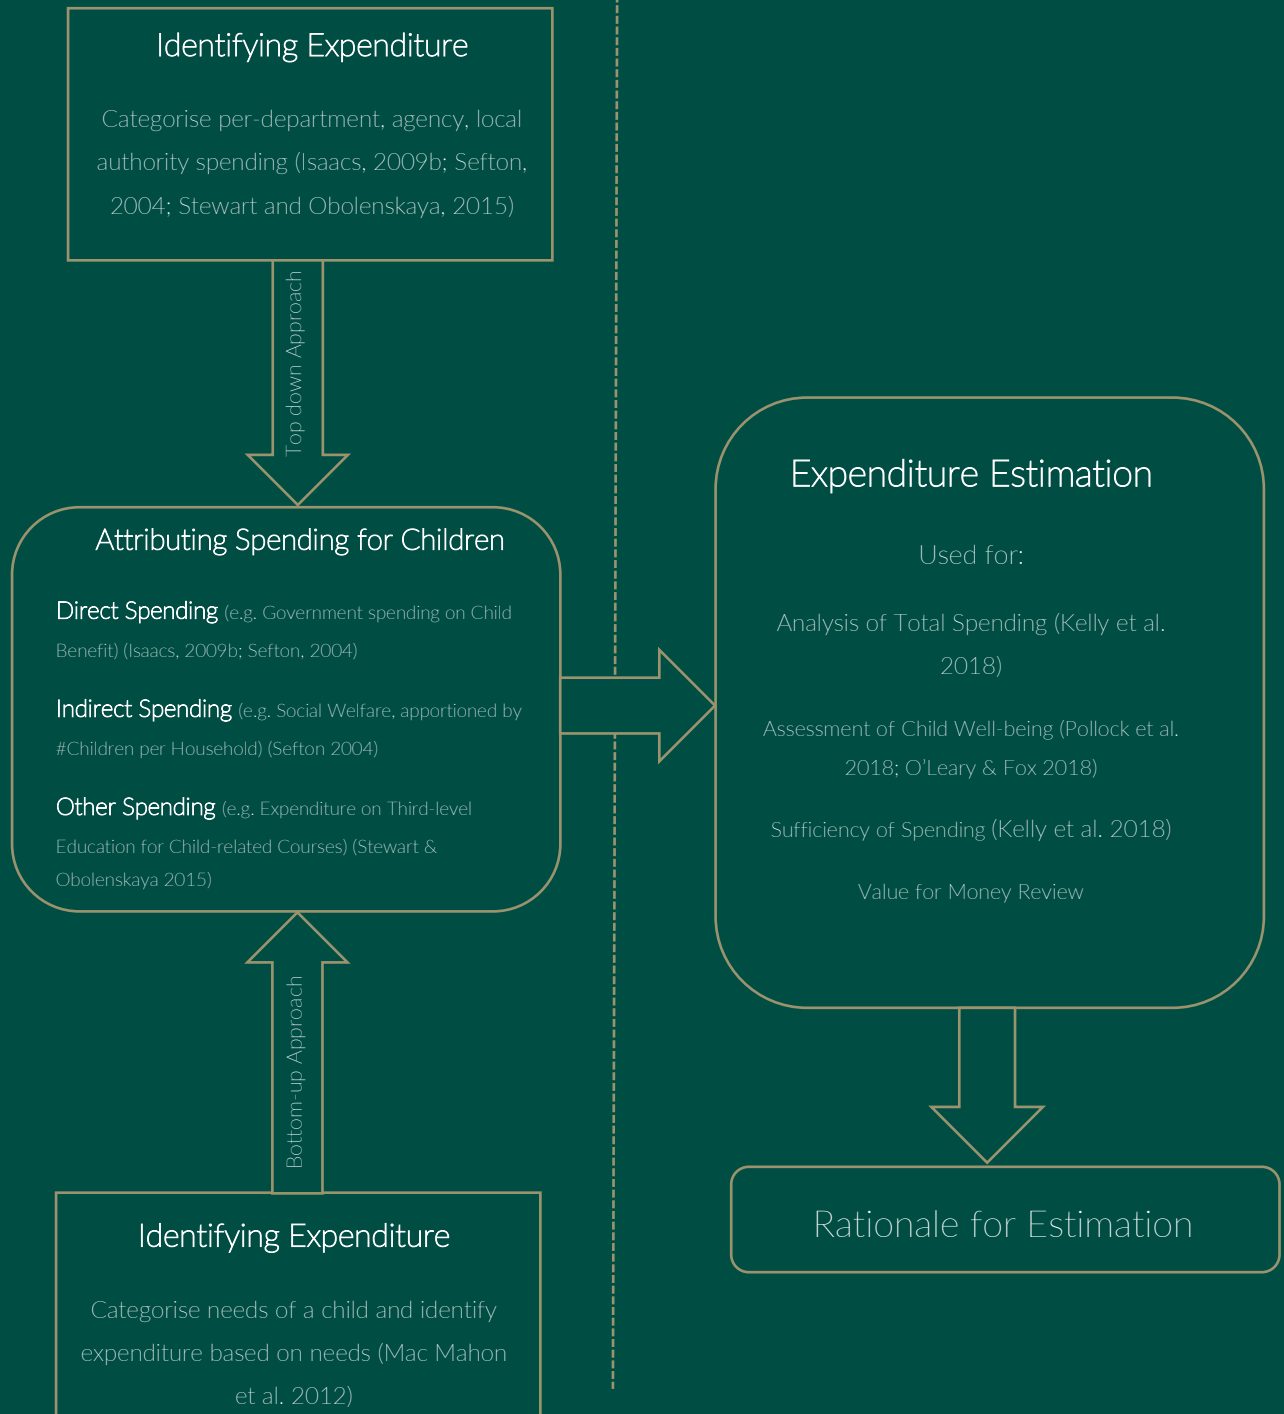 Identifying Expenditure
Categorise per-department, agency, local
authority spending (Isaacs, 2009b; Sefton,
2004; Stewart and Obolenskaya, 2015)
Top down Approach
Attributing Spending for Children
Direct Spending (e.g. Government spending on Child
Benefit) (Isaacs, 2009b; Sefton, 2004)
Indirect Spending (e.g. Social Welfare, apportioned by
#Children per Household) (Sefton 2004)
Other Spending (e.g. Expenditure on Third-level
Education for Child-related Courses) (Stewart &
Obolenskaya 2015)
Bottom-up Approach
Identifying Expenditure
Categorise needs of a child and identify
expenditure based on needs (Mac Mahon
et al. 2012)
Expenditure Estimation
Used for:
Analysis of Total Spending (Kelly et al.
2018)
Assessment of Child Well-being (Pollock et al.
2018; O'Leary & Fox 2018)
Sufficiency of Spending (Kelly et al. 2018)
Value for Money Review
Rationale for Estimation